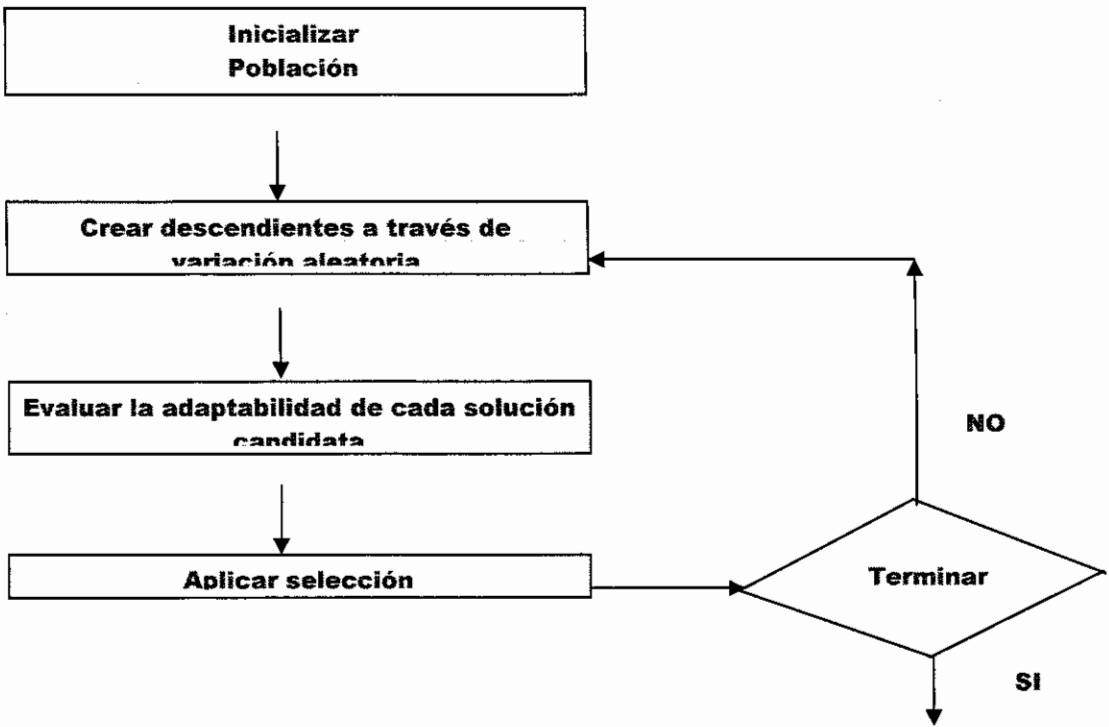 Inicializar
Población
Crear descendientes a través de
variación aleatoria
Evaluar la adaptabilidad de cada solución
candidata
Aplicar selección
NO
Terminar
SI